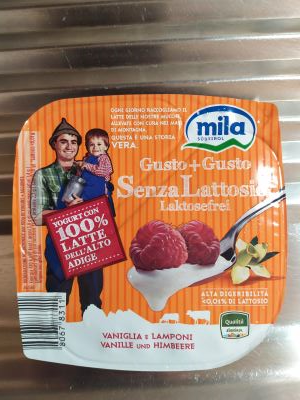 OGNI GIORNO RACCOGLIAMO IL
LATTE DELLE NOSTRE MUCCHE,
ALLEVATE CON CURA NEI MASI
DI MONTAGNA.
QUESTA È UNA STORIA
VERA.
mila
SÜDTIROL
Gusto + Gusto
Senza Lattosio
Laktosefrei
YOGURT CON
100%
LATTE
DELL'ALTO
ADIGE
ALTA DIGERIBILITÀ
<0,01% DI LATTOSIO
Qualità
VANIGLIA E LAMPONI
VANILLE UND HIMBEERE